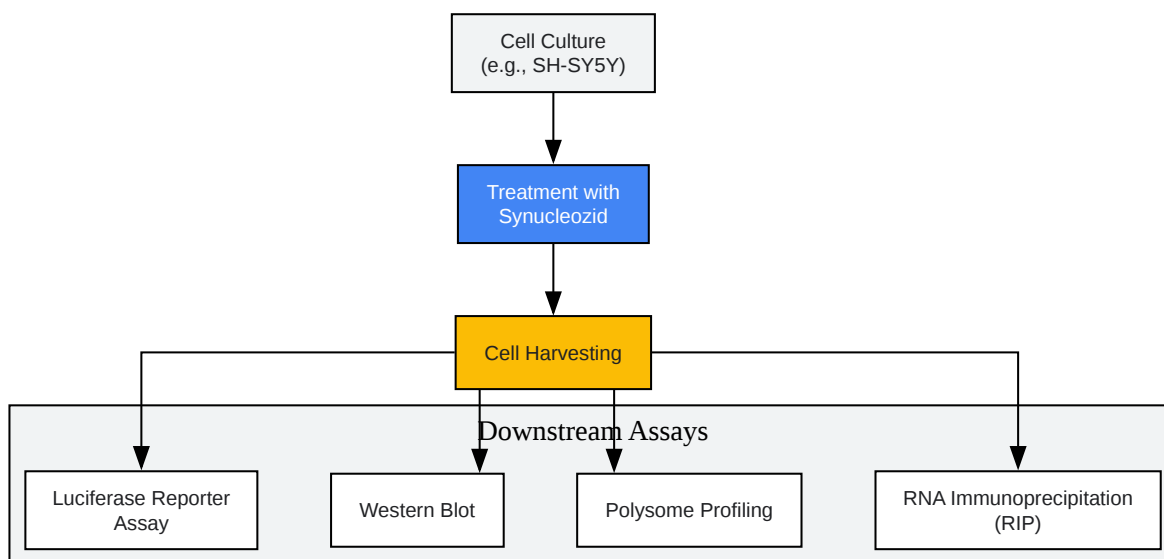 Cell Culture
(e.g., SH-SY5Y)
Treatment with
Synucleozid
Cell Harvesting
Downstream Assays
Luciferase Reporter
Assay
Western Blot
Polysome Profiling
RNA Immunoprecipitation
(RIP)